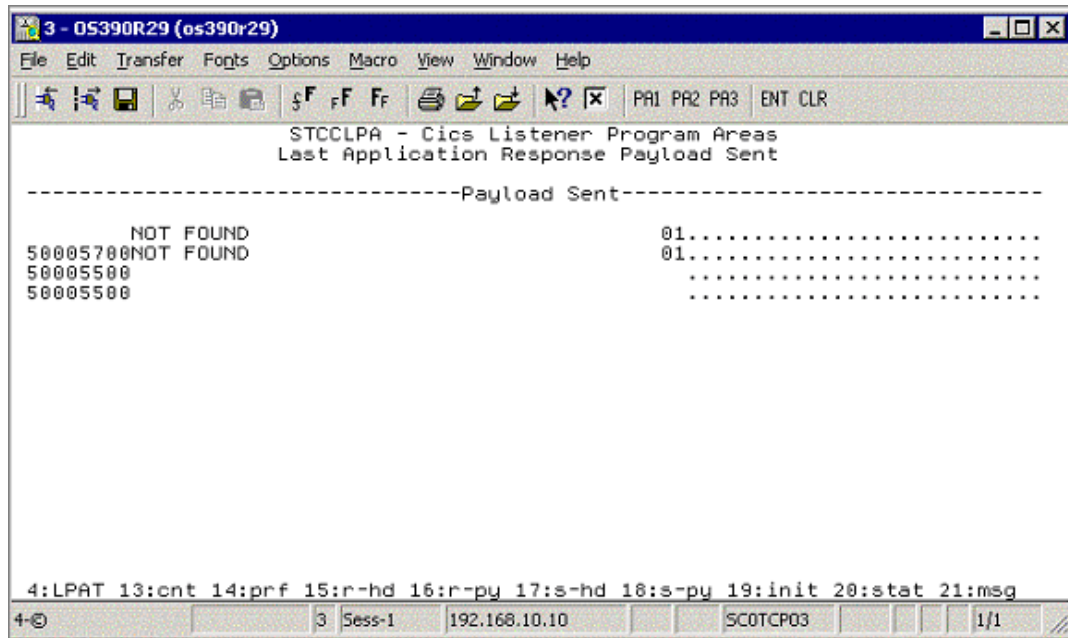 3 - OS390R29 (os390r29)
File Edit Transfer Fonts Options Macro View Window Help
PA1 PA2 PA3 ENT CLR
STCCLPA - Cics Listener Program Areas
Last Application Response Payload Sent
---------------------------------Payload Sent--------------------------------
NOT FOUND 01...........................
50005700NOT FOUND 01...........................
50005500 ...........................
50005500 ...........................
4:LPAT 13:cnt 14:prf 15:r-hd 16:r-py 17:s-hd 18:s-py 19:init 20:stat 21:msg
4-© 3 Sess-1 192.168.10.10 SCOTCP03 1/1